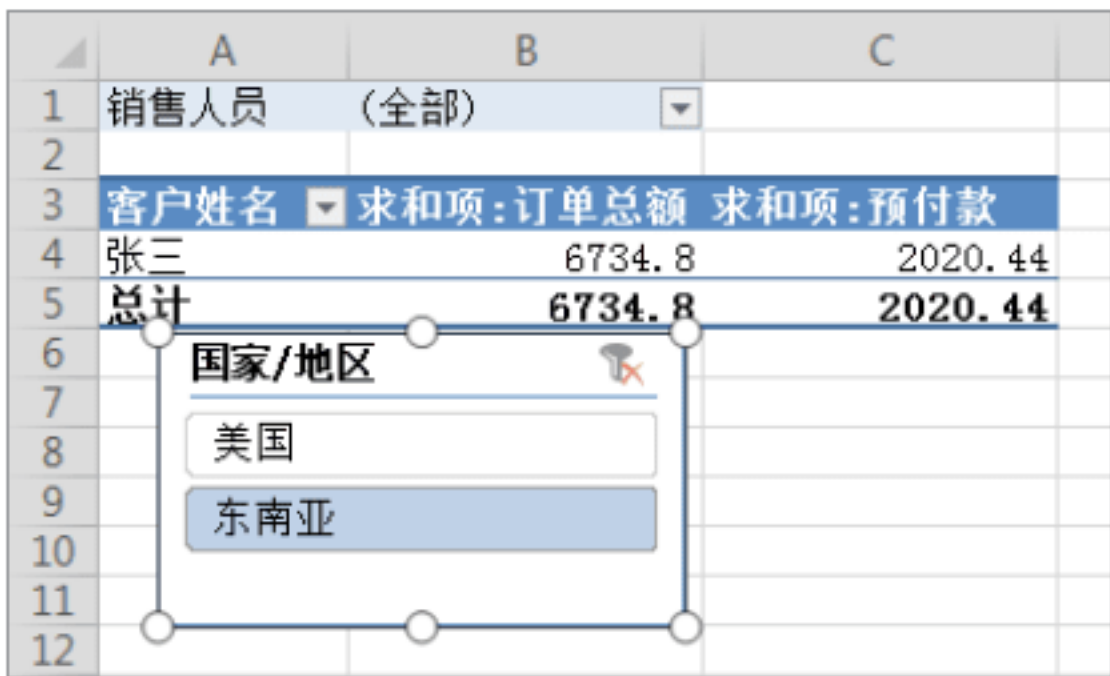 A B C
1 销售人员 (全部)
2
3 客户姓名 求和项:订单总额 求和项:预付款
4 张三 6734.8 2020.44
5 总计 6734.8 2020.44
6 国家/地区
7
8 美国
9 东南亚
10
11
12